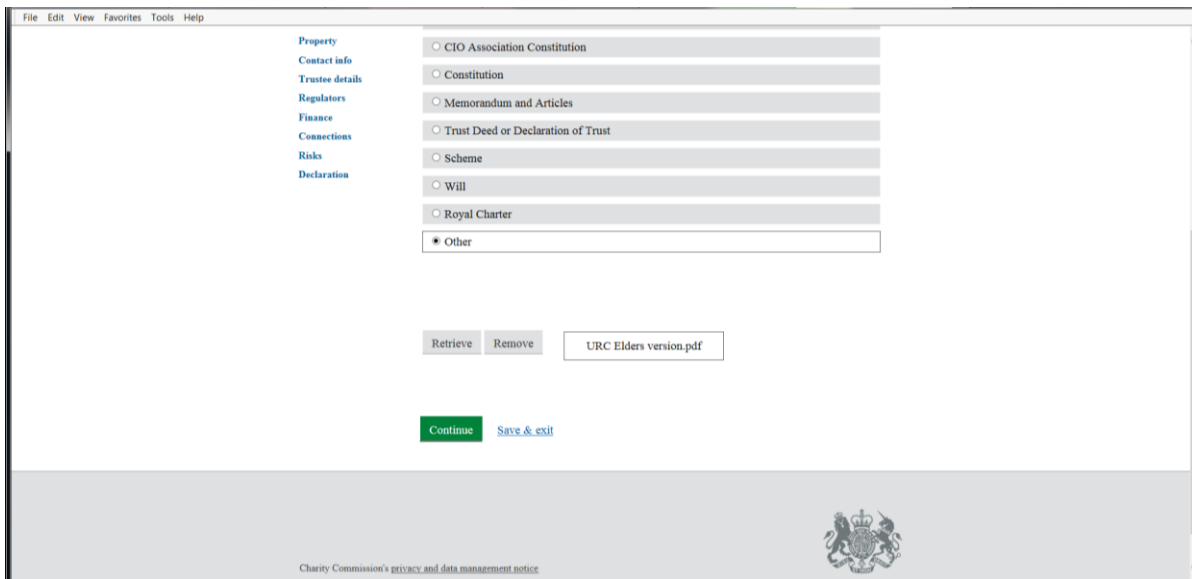 File Edit View Favorites Tools Help
Property
Contact info
Trustee details
Regulators
Finance
Connections
Risks
Declaration
CIO Association Constitution
Constitution
Memorandum and Articles
Trust Deed or Declaration of Trust
Scheme
Will
Royal Charter
Other
Retrieve Remove URC Elders version.pdf
Continue Save & exit
Charity Commission's privacy and data management notice